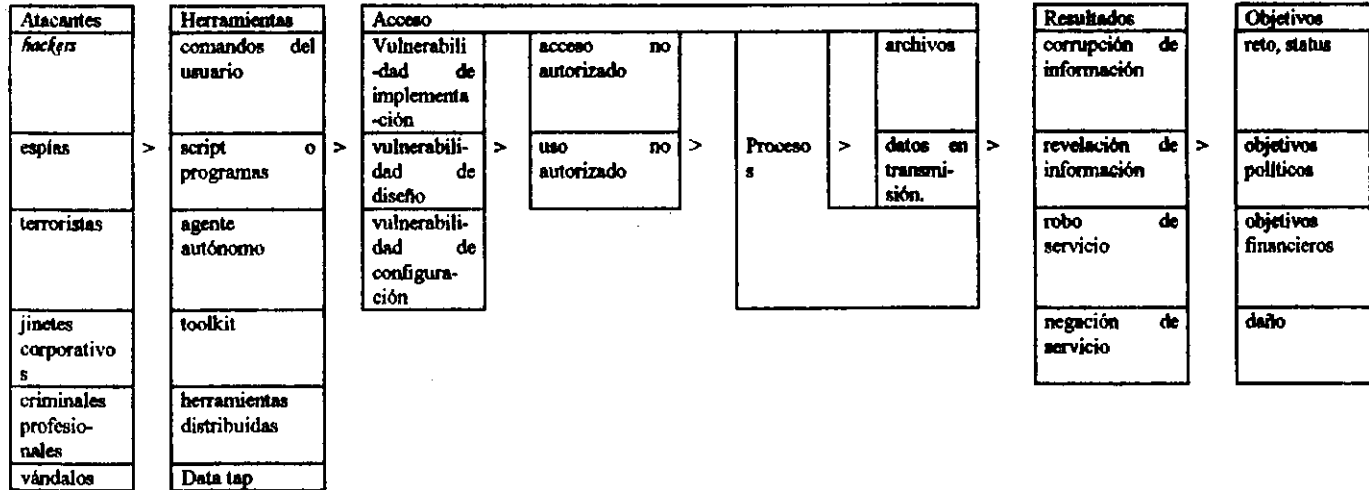 Atacantes
hackers
espías
terroristas
jinetes
corporativo
s
criminales
profesio-
nales
vándalos
>
Herramientas
comandos del
usuario
script o
programas
agente
autónomo
toolkit
herramientas
distribuidas
Data tap
>
Acceso
Vulnerabili
-dad de
implementa
-ción
vulnerabili-
dad de
diseño
vulnerabili-
dad de
configura-
ción
>
acceso no
autorizado
uso no
autorizado
>
Proceso
s
>
archivos
datos en
transmi-
sión.
>
Resultados
corrupción de
información
revelación de
información
robo de
servicio
negación de
servicio
>
Objetivos
reto, status
objetivos
políticos
objetivos
financieros
daño